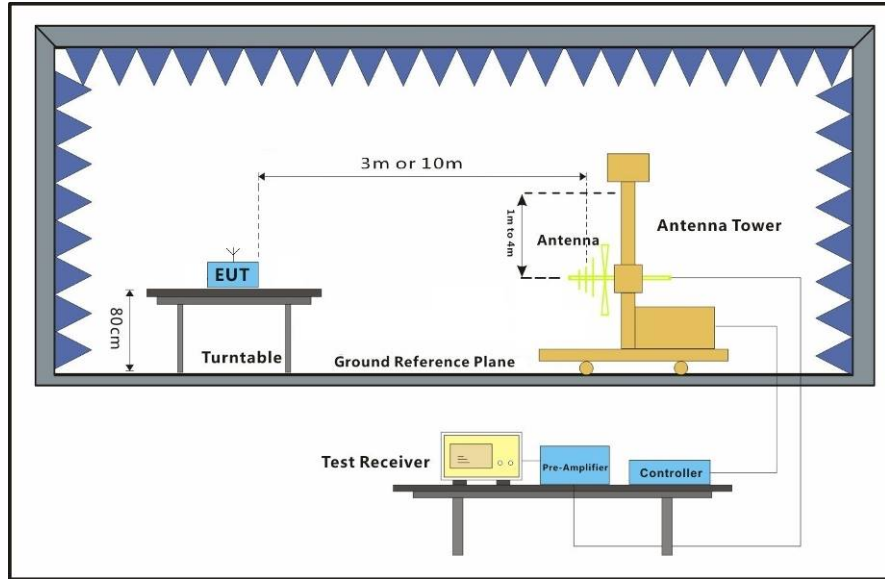 3m or 10m
1m to 4m
Antenna
Antenna Tower
EUT
80cm
Turntable
Ground Reference Plane
Test Receiver
Pre-Amplifier
Controller